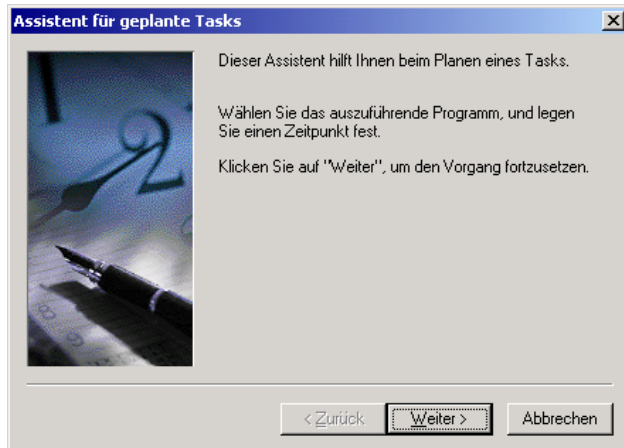 Assistent für geplante Tasks
Dieser Assistent hilft Ihnen beim Planen eines Tasks.
Wählen Sie das auszuführende Programm, und legen
Sie einen Zeitpunkt fest.
Klicken Sie auf "Weiter", um den Vorgang fortzusetzen.
< Zurück
Weiter >
Abbrechen